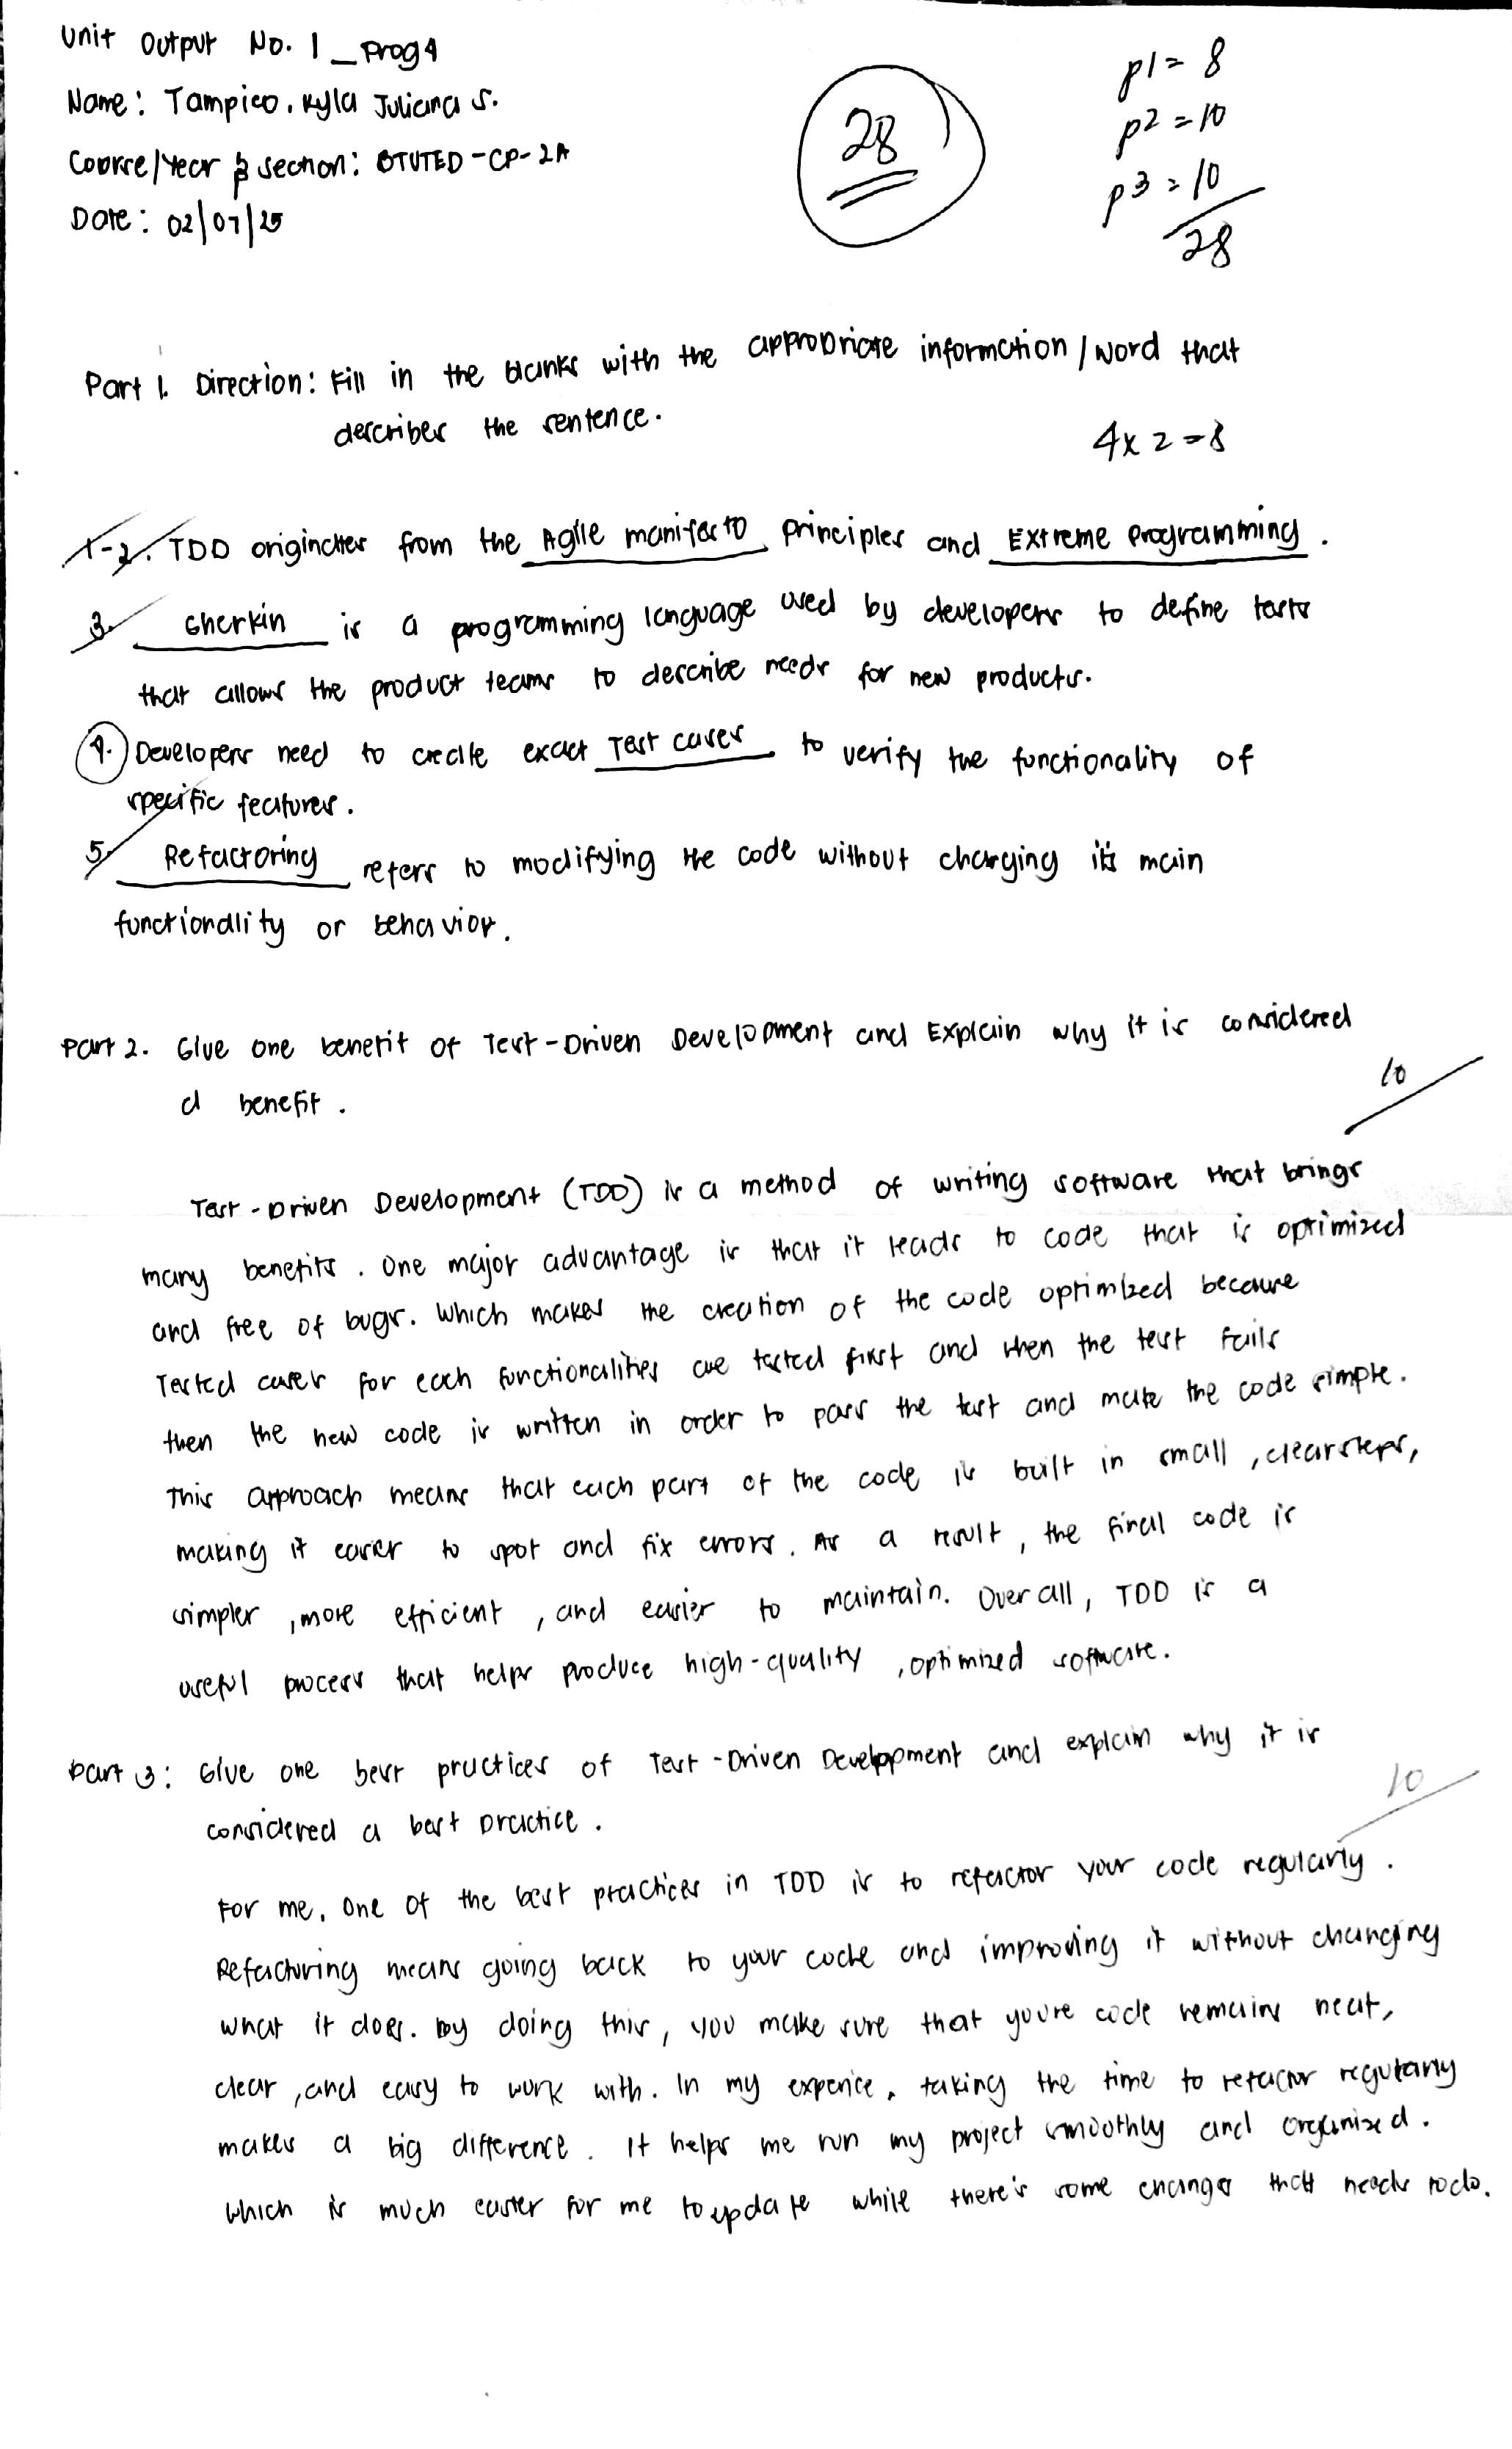 Unit Output No. 1_Prog4
Name: Tampico, Kyla Juliana S.
Course/Year & Section: BTVTED-CP-2A
Date: 02/07/25
28
p1 = 8
p2 = 10
p3 = 10
28
Part 1. Direction: Fill in the blanks with the appropriate information/word that
describes the sentence.
4x2=8
1-2. TDD originates from the Agile manifesto principles and Extreme Programming.
3. Gherkin is a programming language used by developers to define tests
that allows the product teams to describe needs for new products.
4. Developers need to create exact Test cases to verify the functionality of
specific features.
5. Refactoring refers to modifying the code without changing its main
functionality or behavior.
Part 2. Give one benefit of Test-Driven Development and Explain why it is considered
a benefit.
10
Test-Driven Development (TDD) is a method of writing software that brings
many benefits. One major advantage is that it leads to code that is optimized
and free of bugs. Which makes the creation of the code optimized because
Tested cases for each functionalities are tested first and when the test fails
then the new code is written in order to pass the test and make the code simple.
This approach means that each part of the code is built in small, clear steps,
making it easier to spot and fix errors. As a result, the final code is
simpler, more efficient, and easier to maintain. Over all, TDD is a
useful process that helps produce high-quality, optimized software.
Part 3: Give one best practices of Test-Driven Development and explain why it is
considered a best practice.
10
For me, one of the best practices in TDD is to refactor your code regularly.
Refactoring means going back to your code and improving it without changing
what it does. By doing this, you make sure that youre code remains neat,
clear, and easy to work with. In my experice, taking the time to refactor regularly
makes a big difference. It helps me run my project smoothly and organized.
Which is much easier for me to update while there's some changes that needs to do.